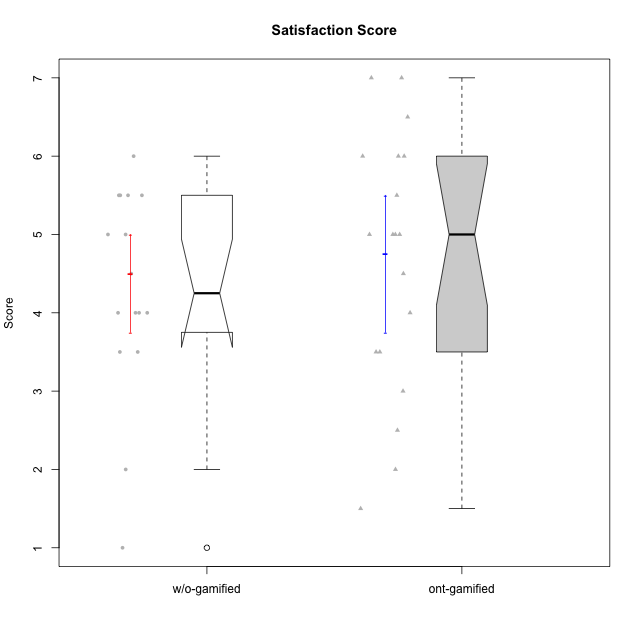 Satisfaction Score
7
6
5
4
3
2
1
Score
w/o-gamified
ont-gamified